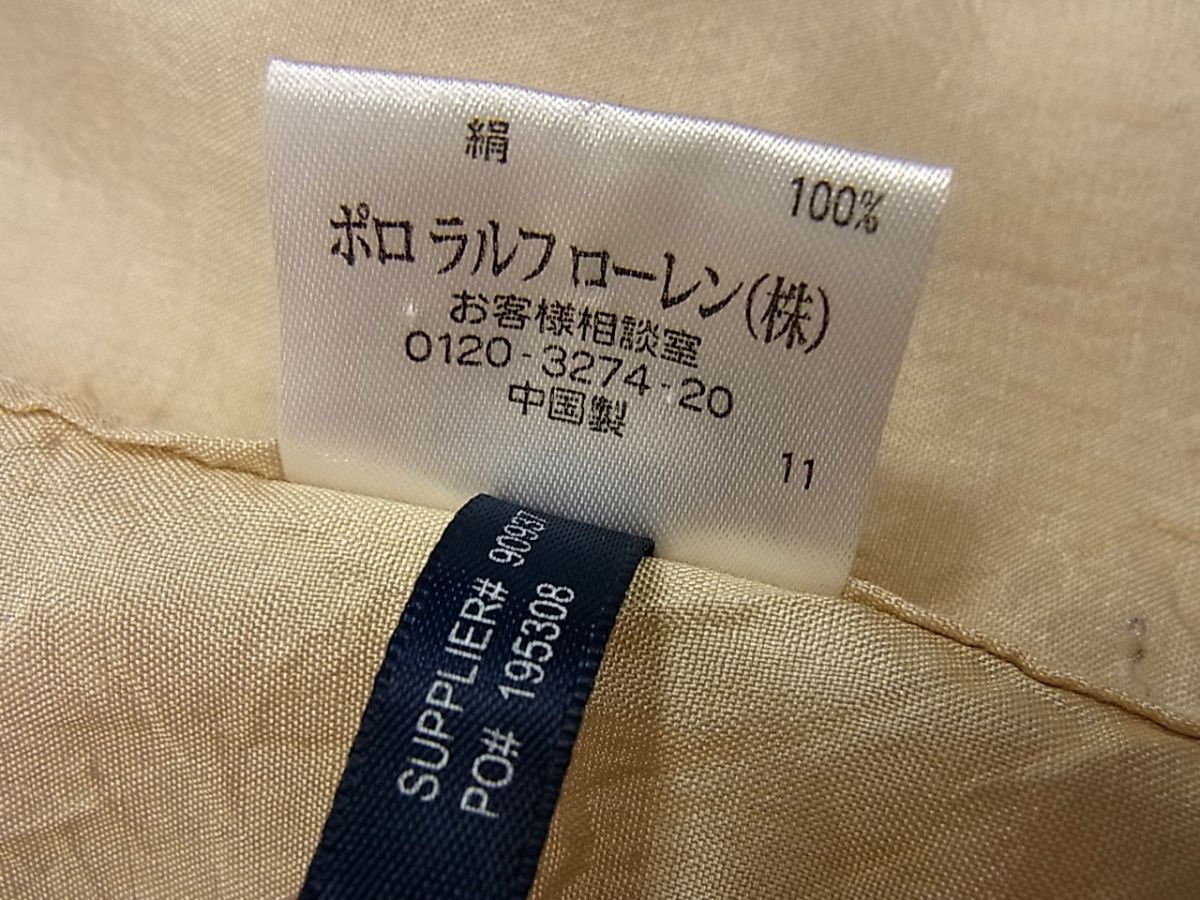 絹 100%
ポロ ラルフ ローレン(株)
お客様相談室
0120-3274-20
中国製
11
SUPPLIER# 90937
PO# 195308